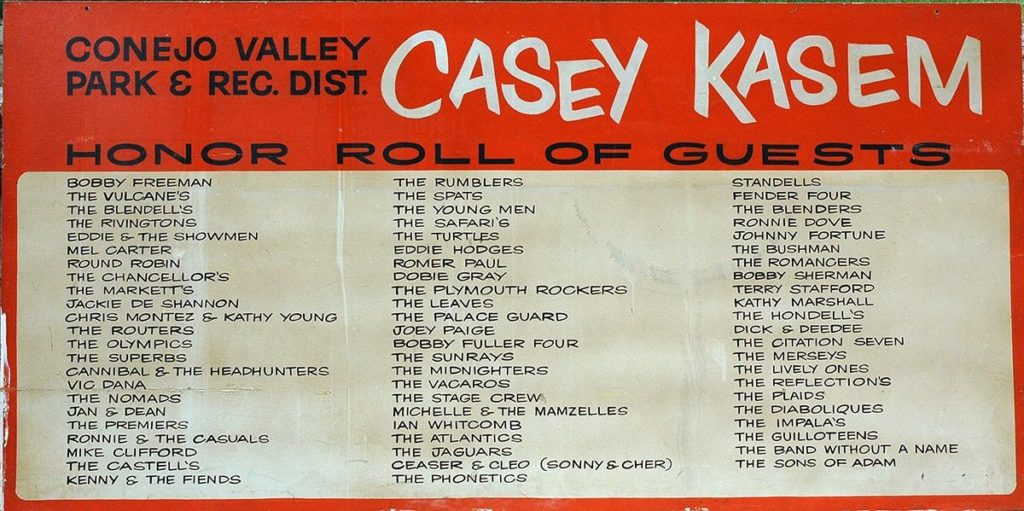 CONEJO VALLEY
PARK & REC. DIST.
CASEY KASEM
HONOR ROLL OF GUESTS
BOBBY FREEMAN
THE VULCANE'S
THE BLENDELL'S
THE RIVINGTONS
EDDIE & THE SHOWMEN
MEL CARTER
ROUND ROBIN
THE CHANCELLOR'S
THE MARKETT'S
JACKIE DE SHANNON
CHRIS MONTEZ & KATHY YOUNG
THE ROUTERS
THE OLYMPICS
THE SUPERBS
CANNIBAL & THE HEADHUNTERS
VIC DANA
THE NOMADS
JAN & DEAN
THE PREMIERS
RONNIE & THE CASUALS
MIKE CLIFFORD
THE CASTELL'S
KENNY & THE FIENDS
THE RUMBLERS
THE SPATS
THE YOUNG MEN
THE SAFARI'S
THE TURTLES
EDDIE HODGES
ROMER PAUL
DOBIE GRAY
THE PLYMOUTH ROCKERS
THE LEAVES
THE PALACE GUARD
JOEY PAIGE
BOBBY FULLER FOUR
THE SUNRAYS
THE MIDNIGHTERS
THE VACAROS
THE STAGE CREW
MICHELLE & THE MAMZELLES
IAN WHITCOMB
THE ATLANTICS
THE JAGUARS
CEASER & CLEO (SONNY & CHER)
THE PHONETICS
STANDELLS
FENDER FOUR
THE BLENDERS
RONNIE DOVE
JOHNNY FORTUNE
THE BUSHMAN
THE ROMANCERS
BOBBY SHERMAN
TERRY STAFFORD
KATHY MARSHALL
THE HONDELL'S
DICK & DEEDEE
THE CITATION SEVEN
THE MERSEYS
THE LIVELY ONES
THE REFLECTION'S
THE PLAIDS
THE DIABOLIQUES
THE IMPALA'S
THE GUILLOTEENS
THE BAND WITHOUT A NAME
THE SONS OF ADAM